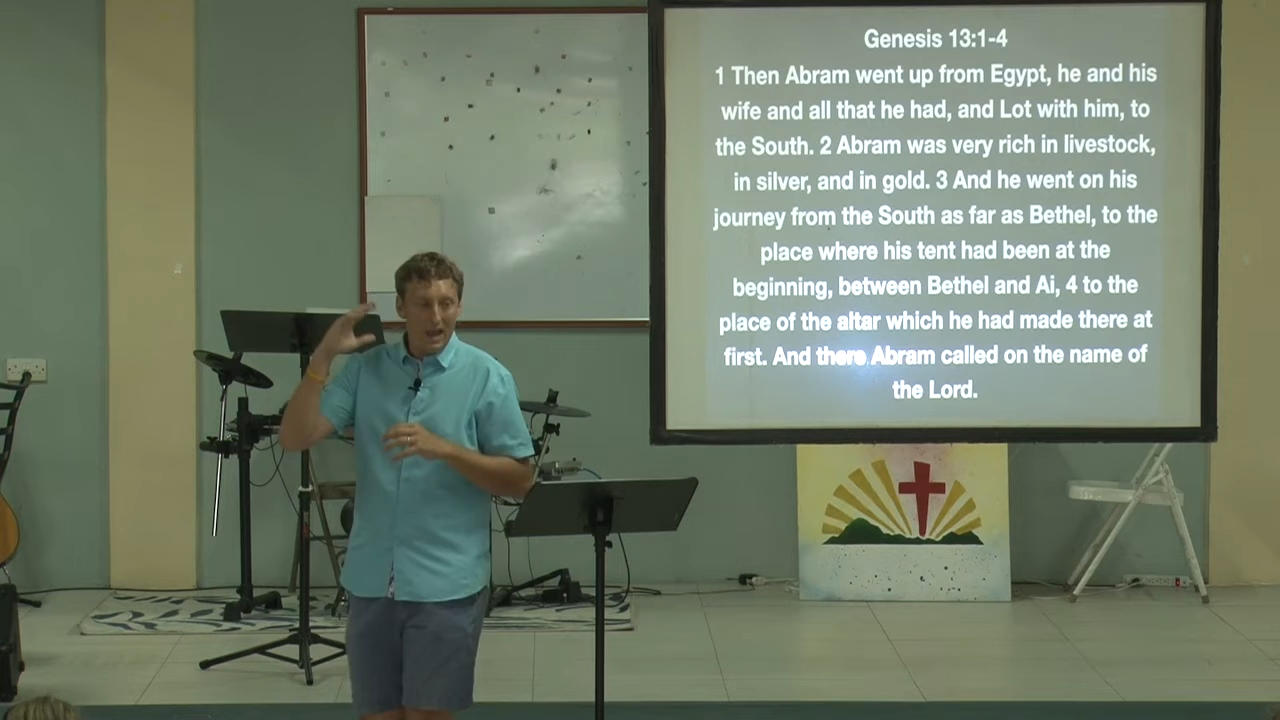 Genesis 13:1-4
1 Then Abram went up from Egypt, he and his
wife and all that he had, and Lot with him, to
the South. 2 Abram was very rich in livestock,
in silver, and in gold. 3 And he went on his
journey from the South as far as Bethel, to the
place where his tent had been at the
beginning, between Bethel and Ai, 4 to the
place of the altar which he had made there at
first. And there Abram called on the name of
the Lord.